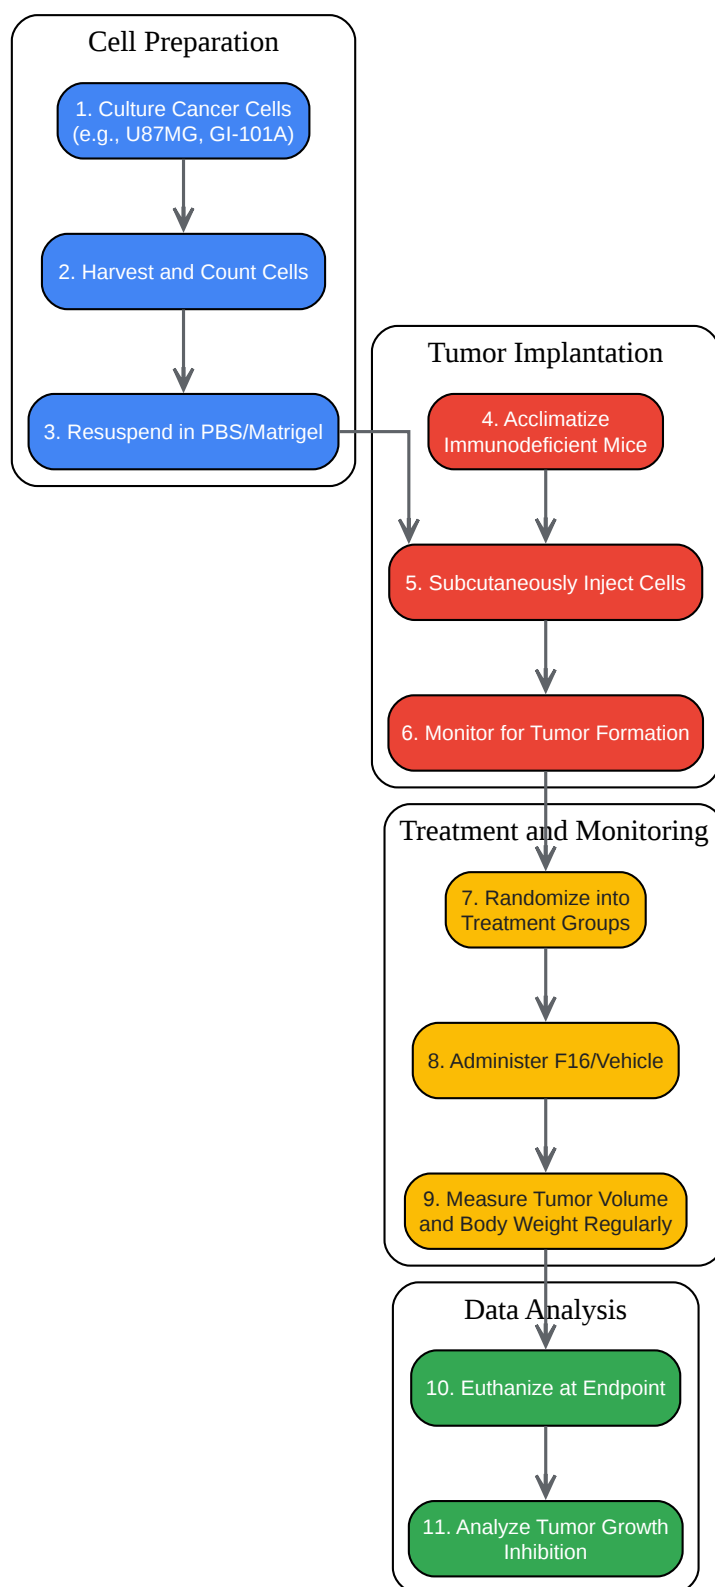 Cell Preparation
1. Culture Cancer Cells
(e.g., U87MG, GI-101A)
2. Harvest and Count Cells
3. Resuspend in PBS/Matrigel
Tumor Implantation
4. Acclimatize
Immunodeficient Mice
5. Subcutaneously Inject Cells
6. Monitor for Tumor Formation
Treatment and Monitoring
7. Randomize into
Treatment Groups
8. Administer F16/Vehicle
9. Measure Tumor Volume
and Body Weight Regularly
Data Analysis
10. Euthanize at Endpoint
11. Analyze Tumor Growth
Inhibition